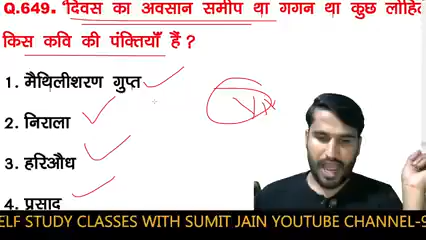 Q.649. दिवस का अवसान समीप था गगन था कुछ लोहित
किस कवि की पंक्तियाँ हैं ?
1. मैथिलीशरण गुप्त
2. निराला
3. हरिऔध
4. प्रसाद
ELF STUDY CLASSES WITH SUMIT JAIN YOUTUBE CHANNEL-9